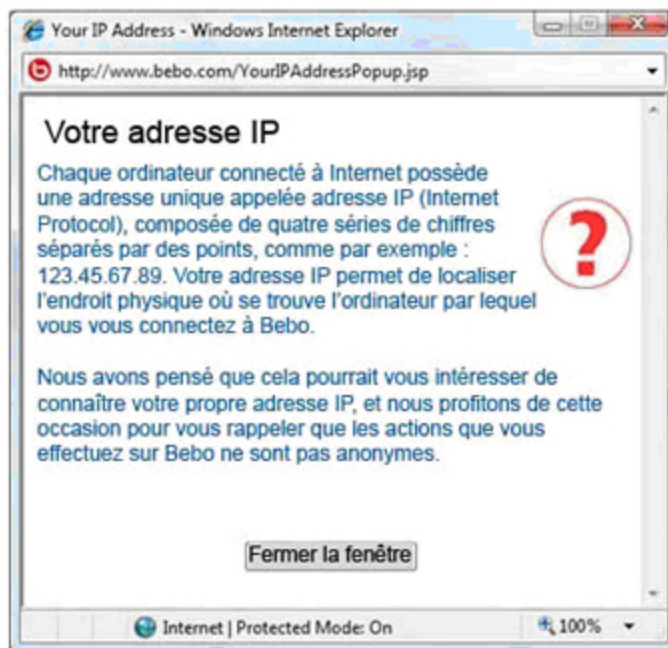 Your IP Address - Windows Internet Explorer
http://www.bebo.com/YourIPAddressPopup.jsp
Votre adresse IP
Chaque ordinateur connecté à Internet possède
une adresse unique appelée adresse IP (Internet
Protocol), composée de quatre séries de chiffres
séparés par des points, comme par exemple :
123.45.67.89. Votre adresse IP permet de localiser
l'endroit physique où se trouve l'ordinateur par lequel
vous vous connectez à Bebo.
Nous avons pensé que cela pourrait vous intéresser de
connaître votre propre adresse IP, et nous profitons de cette
occasion pour vous rappeler que les actions que vous
effectuez sur Bebo ne sont pas anonymes.
?
Fermer la fenêtre
Internet | Protected Mode: On
100%